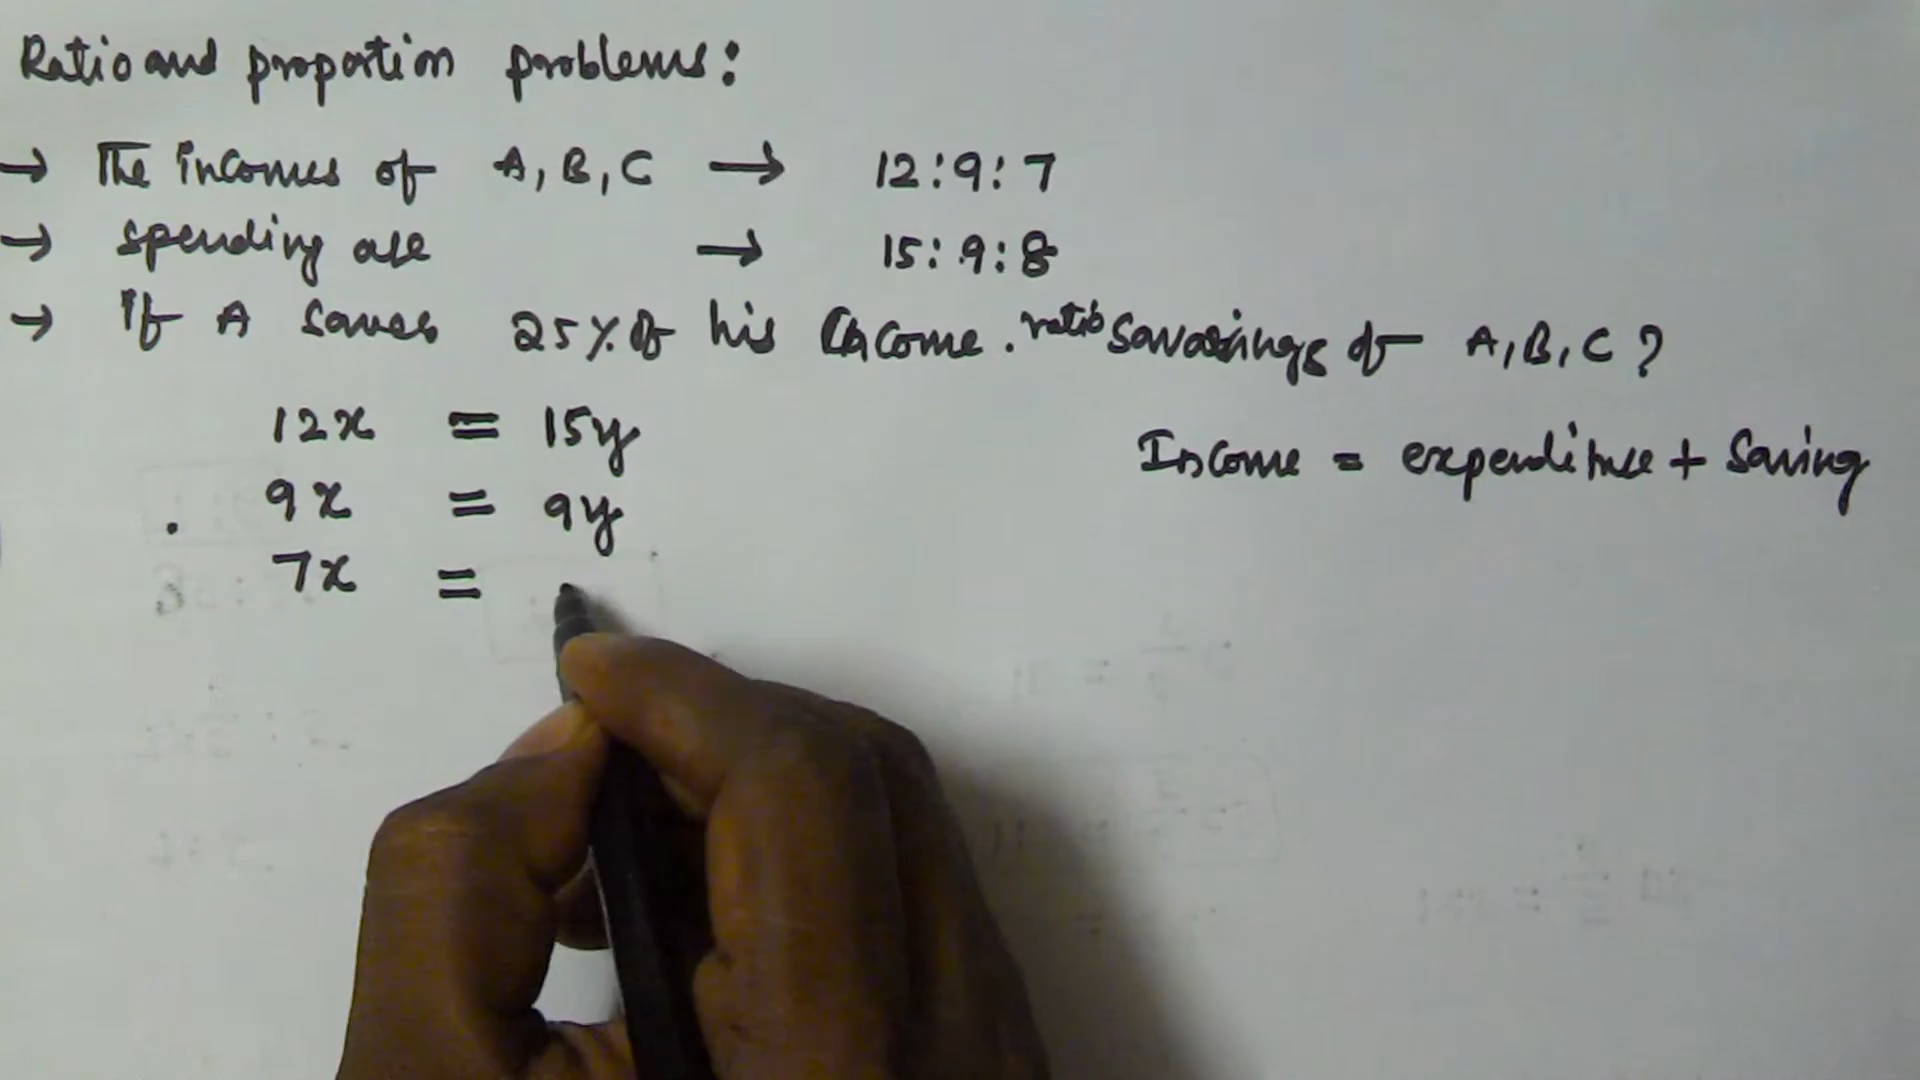 Ratio and proportion problems:
→ The incomes of A, B, C → 12:9:7
→ spending are → 15:9:8
→ If A saves 25% of his income. ratio Savings of A, B, C ?
12x = 15y
Income = expenditure + Saving
9x = 9y
7x =